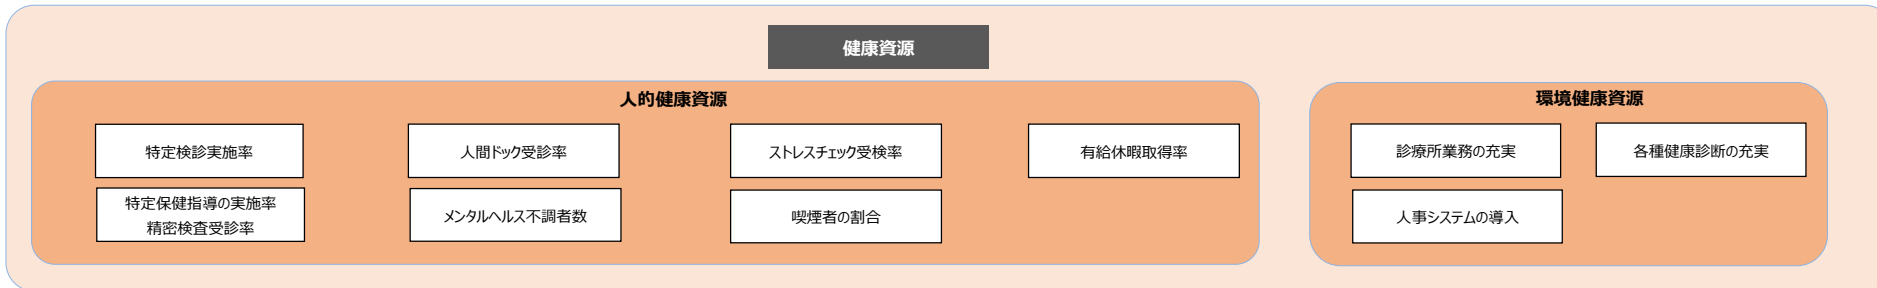 健康資源
人的健康資源
特定検診実施率
人間ドック受診率
ストレスチェック受検率
有給休暇取得率
特定保健指導の実施率
精密検査受診率
メンタルヘルス不調者数
喫煙者の割合
環境健康資源
診療所業務の充実
各種健康診断の充実
人事システムの導入